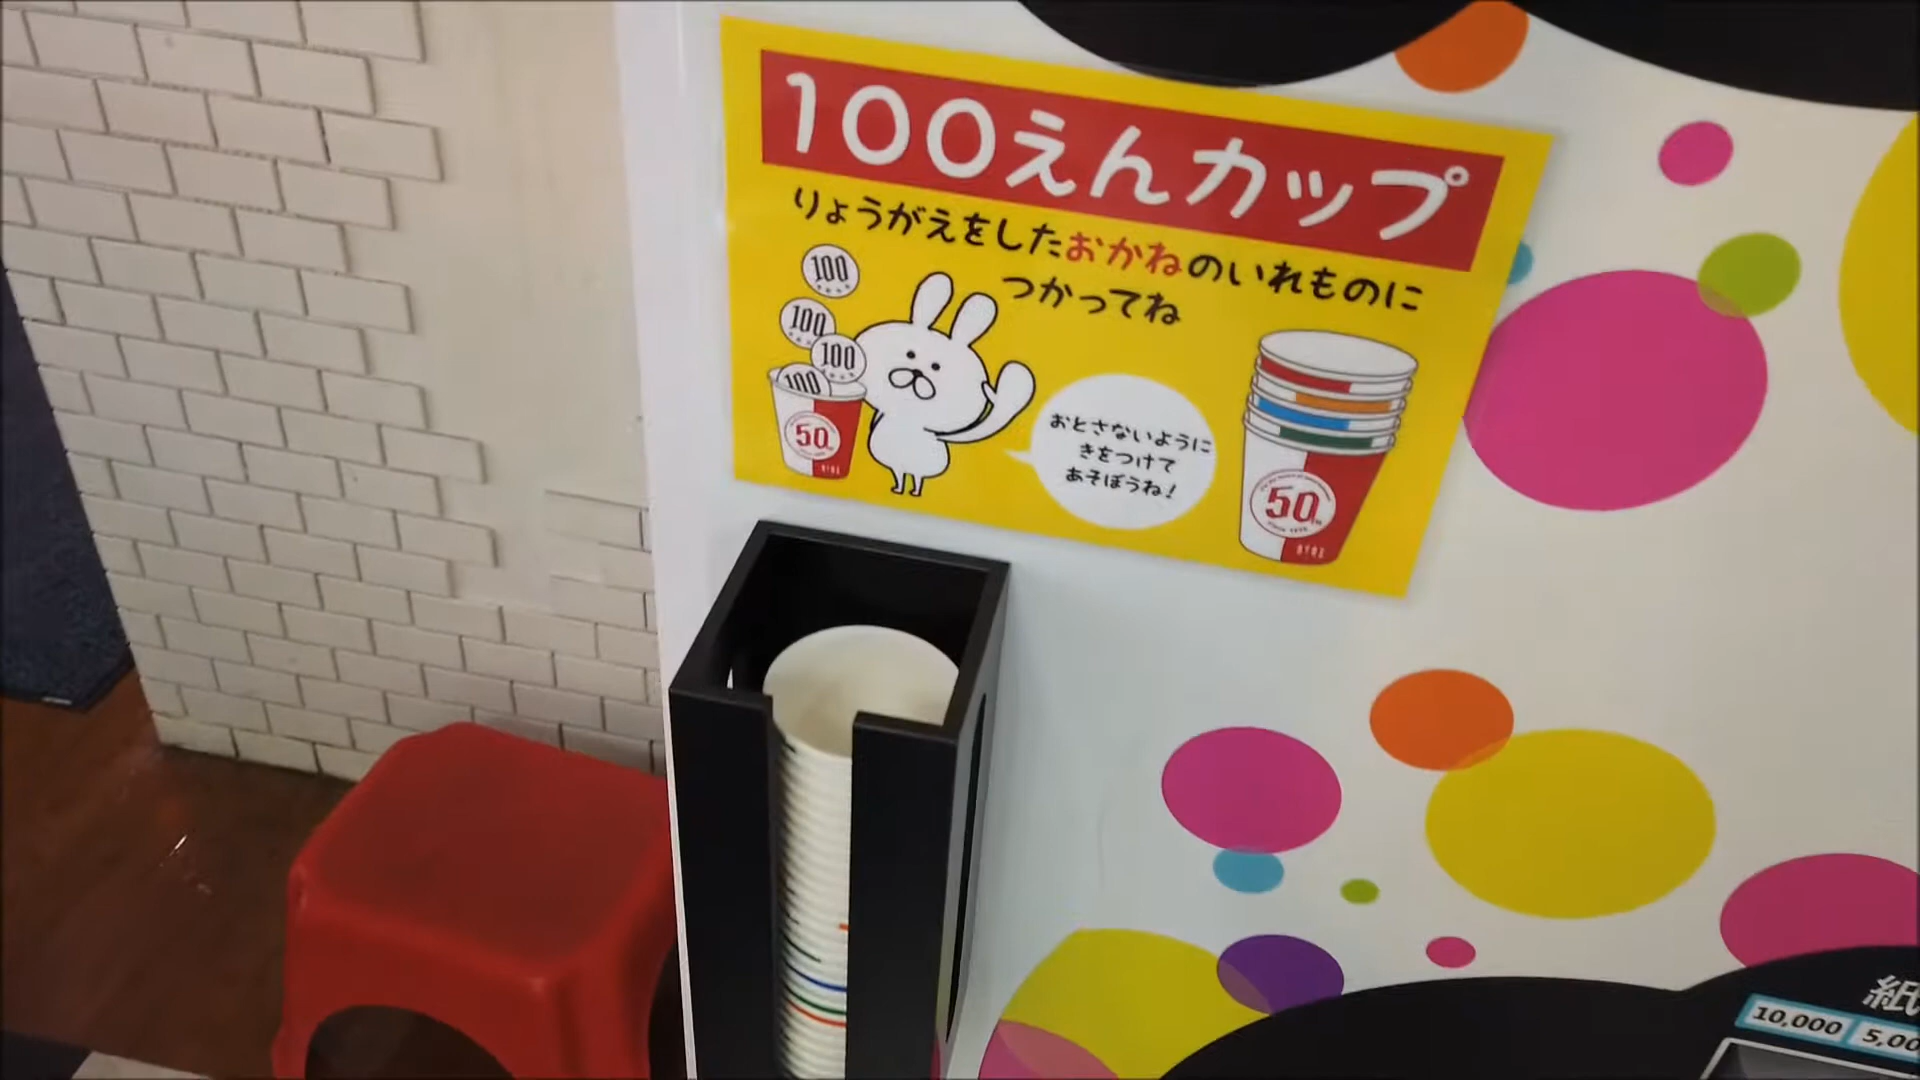 100えんカップ
りょうがえをしたおかねのいれものに
つかってね
100
100
100
100
50
おとさないように
きをつけて
あそぼうね!
50
紙
10,000
5,00